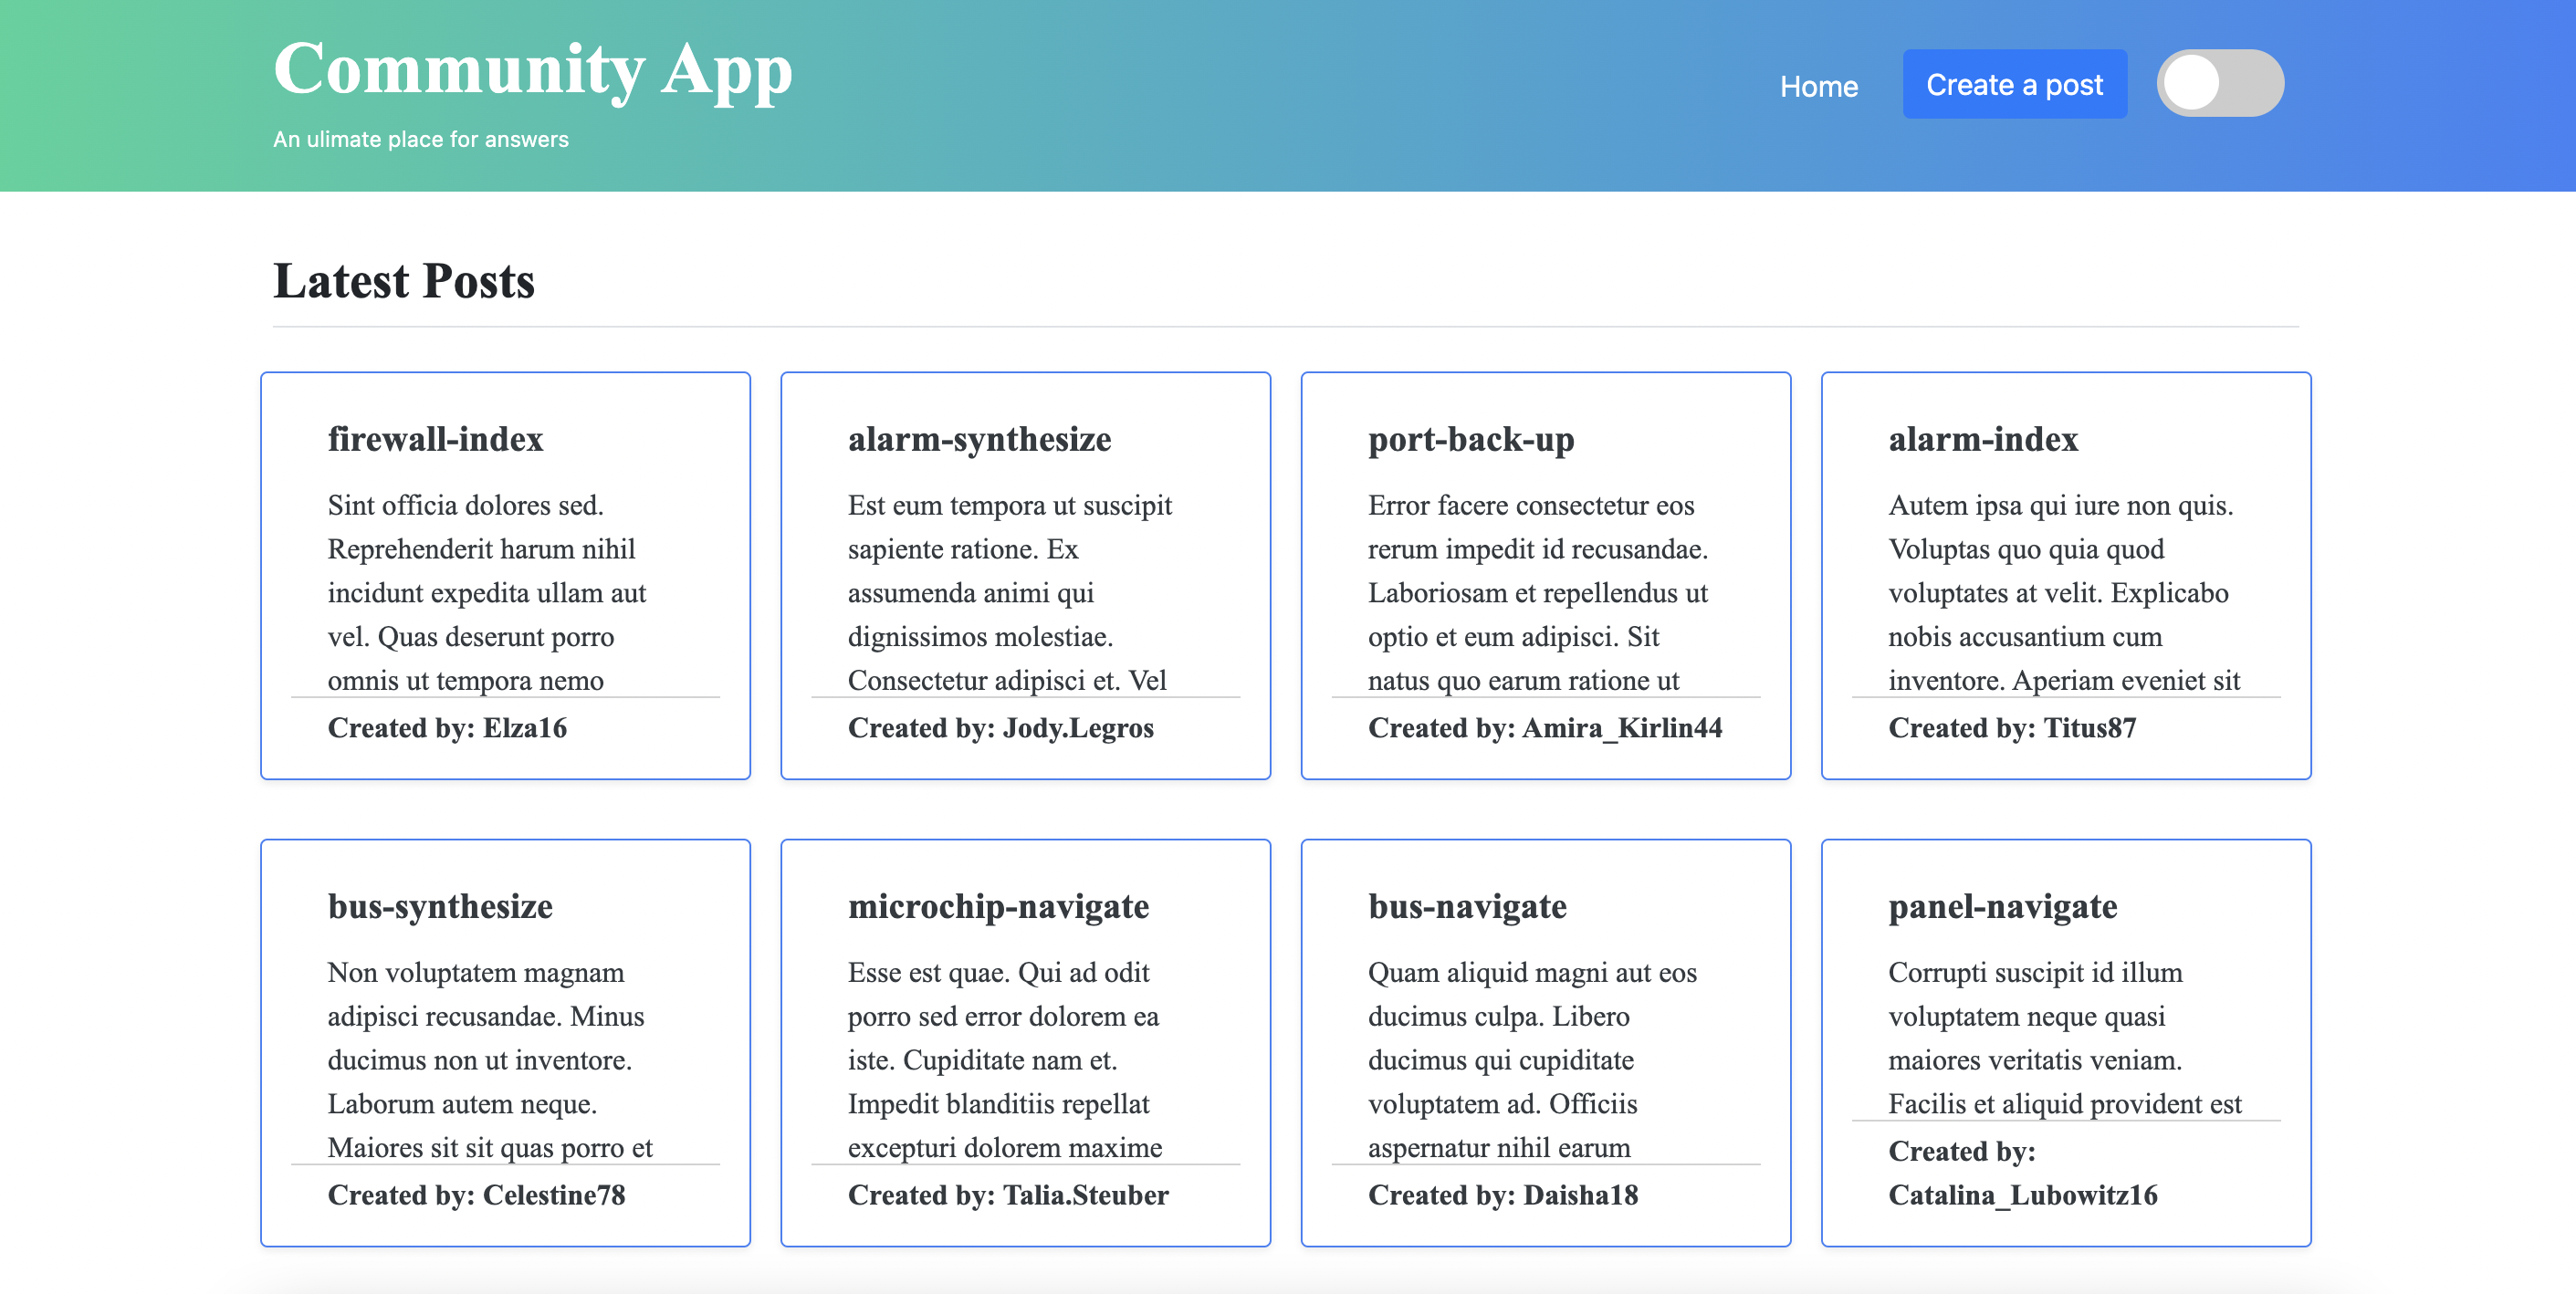 Community App
An ulimate place for answers
Home
Create a post
Latest Posts
firewall-index
Sint officia dolores sed.
Reprehenderit harum nihil
incidunt expedita ullam aut
vel. Quas deserunt porro
omnis ut tempora nemo
Created by: Elza16
alarm-synthesize
Est eum tempora ut suscipit
sapiente ratione. Ex
assumenda animi qui
dignissimos molestiae.
Consectetur adipisci et. Vel
Created by: Jody.Legros
port-back-up
Error facere consectetur eos
rerum impedit id recusandae.
Laboriosam et repellendus ut
optio et eum adipisci. Sit
natus quo earum ratione ut
Created by: Amira_Kirlin44
alarm-index
Autem ipsa qui iure non quis.
Voluptas quo quia quod
voluptates at velit. Explicabo
nobis accusantium cum
inventore. Aperiam eveniet sit
Created by: Titus87
bus-synthesize
Non voluptatem magnam
adipisci recusandae. Minus
ducimus non ut inventore.
Laborum autem neque.
Maiores sit sit quas porro et
Created by: Celestine78
microchip-navigate
Esse est quae. Qui ad odit
porro sed error dolorem ea
iste. Cupiditate nam et.
Impedit blanditiis repellat
excepturi dolorem maxime
Created by: Talia.Steuber
bus-navigate
Quam aliquid magni aut eos
ducimus culpa. Libero
ducimus qui cupiditate
voluptatem ad. Officiis
aspernatur nihil earum
Created by: Daisha18
panel-navigate
Corrupti suscipit id illum
voluptatem neque quasi
maiores veritatis veniam.
Facilis et aliquid provident est
Created by:
Catalina_Lubowitz16